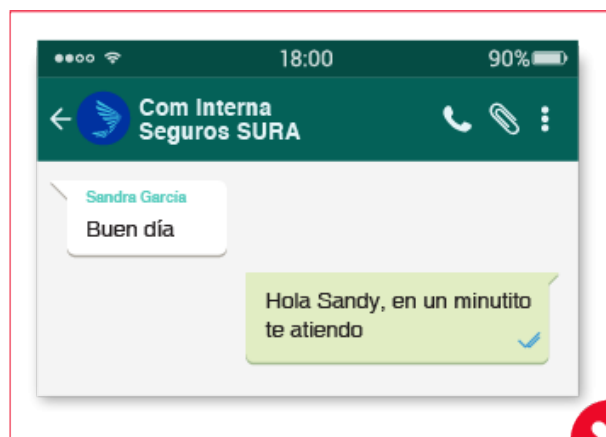 18:00
90%
Com Interna
Seguros SURA
Sandra Garcia
Buen día
Hola Sandy, en un minutito
te atiendo